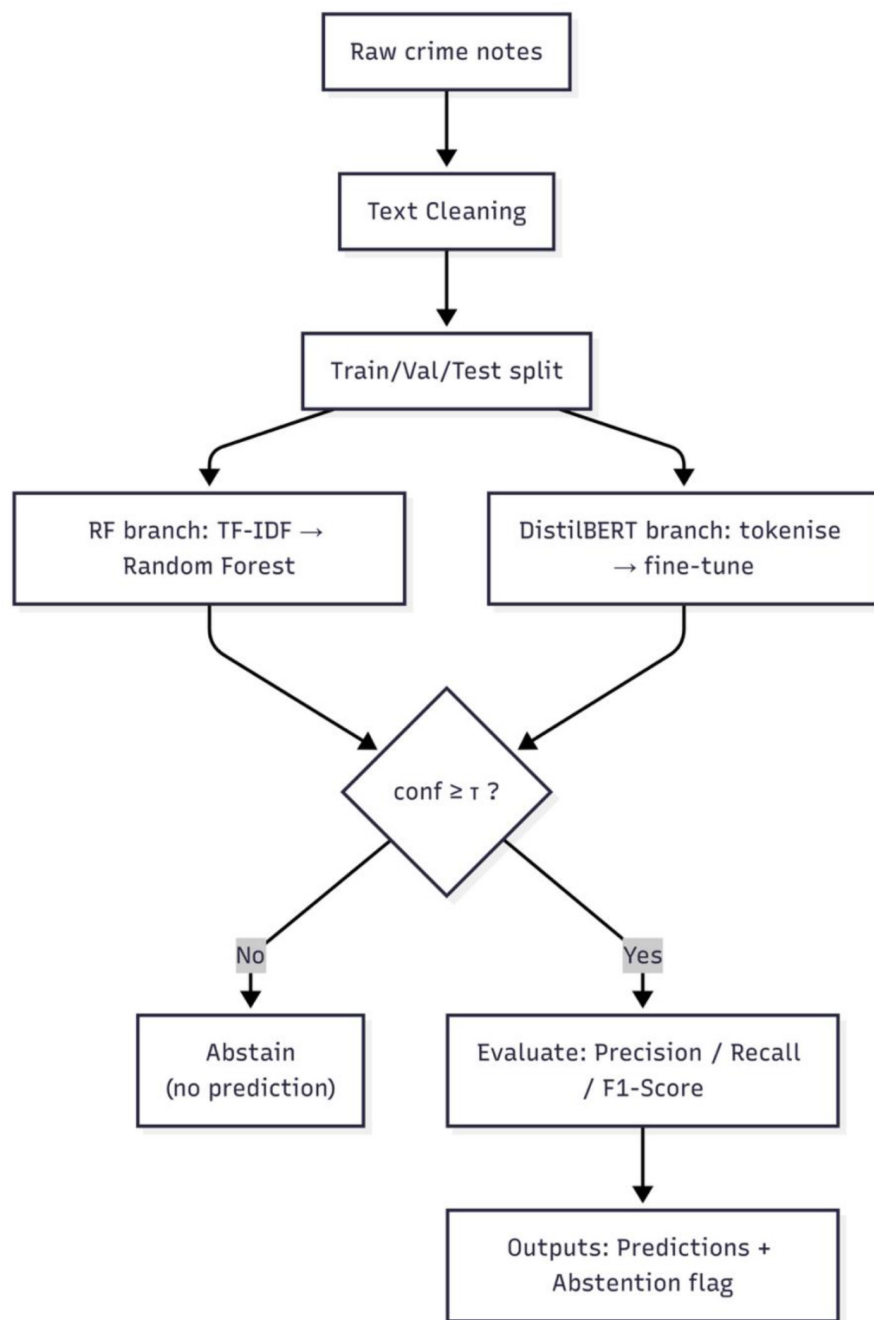 Raw crime notes
Text Cleaning
Train/Val/Test split
RF branch: TF-IDF →
Random Forest
DistilBERT branch: tokenise
→ fine-tune
conf ≥ τ ?
No
Yes
Abstain
(no prediction)
Evaluate: Precision / Recall
/ F1-Score
Outputs: Predictions +
Abstention flag